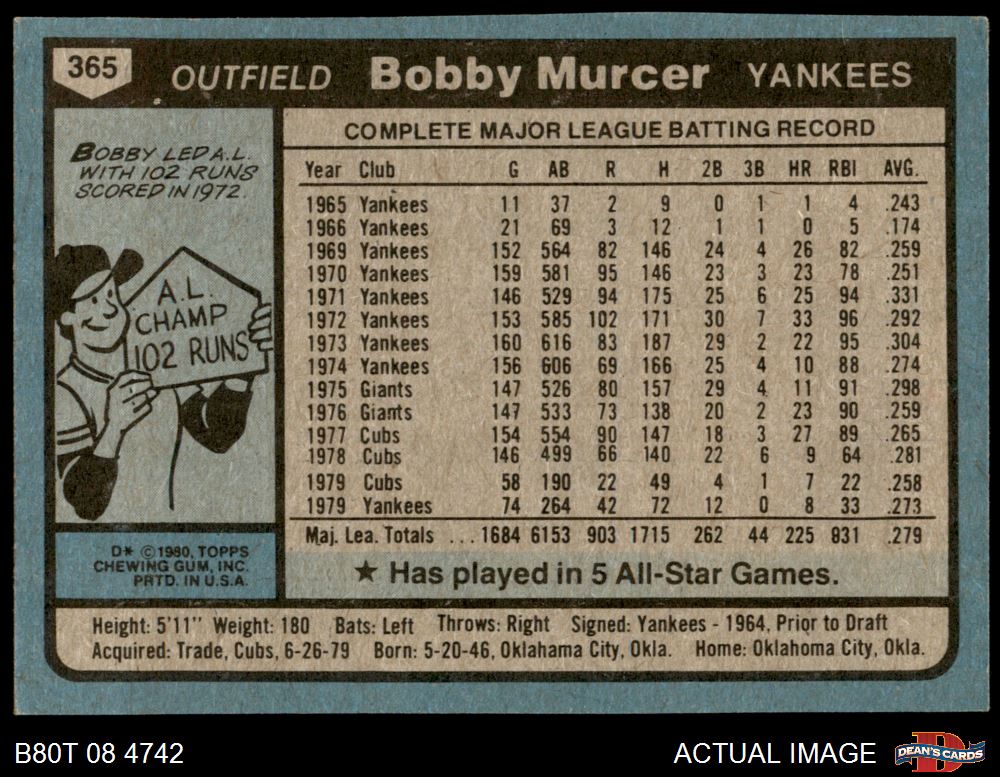 365 OUTFIELD Bobby Murcer YANKEES
BOBBY LED A.L.
WITH 102 RUNS
SCORED IN 1972.
A.L.
CHAMP
102 RUNS
D* © 1980, TOPPS
CHEWING GUM, INC.
PRTD. IN U.S.A.
COMPLETE MAJOR LEAGUE BATTING RECORD
Year Club G AB R H 2B 3B HR RBI AVG.
1965 Yankees 11 37 2 9 0 1 1 4 .243
1966 Yankees 21 69 3 12 1 1 0 5 .174
1969 Yankees 152 564 82 146 24 4 26 82 .259
1970 Yankees 159 581 95 146 23 3 23 78 .251
1971 Yankees 146 529 94 175 25 6 25 94 .331
1972 Yankees 153 585 102 171 30 7 33 96 .292
1973 Yankees 160 616 83 187 29 2 22 95 .304
1974 Yankees 156 606 69 166 25 4 10 88 .274
1975 Giants 147 526 80 157 29 4 11 91 .298
1976 Giants 147 533 73 138 20 2 23 90 .259
1977 Cubs 154 554 90 147 18 3 27 89 .265
1978 Cubs 146 499 66 140 22 6 9 64 .281
1979 Cubs 58 190 22 49 4 1 7 22 .258
1979 Yankees 74 264 42 72 12 0 8 33 .273
Maj. Lea. Totals ... 1684 6153 903 1715 262 44 225 831 .279
★ Has played in 5 All-Star Games.
Height: 5'11" Weight: 180 Bats: Left Throws: Right Signed: Yankees - 1964, Prior to Draft
Acquired: Trade, Cubs, 6-26-79 Born: 5-20-46, Oklahoma City, Okla. Home: Oklahoma City, Okla.
B80T 08 4742 ACTUAL IMAGE DEAN'S CARDS